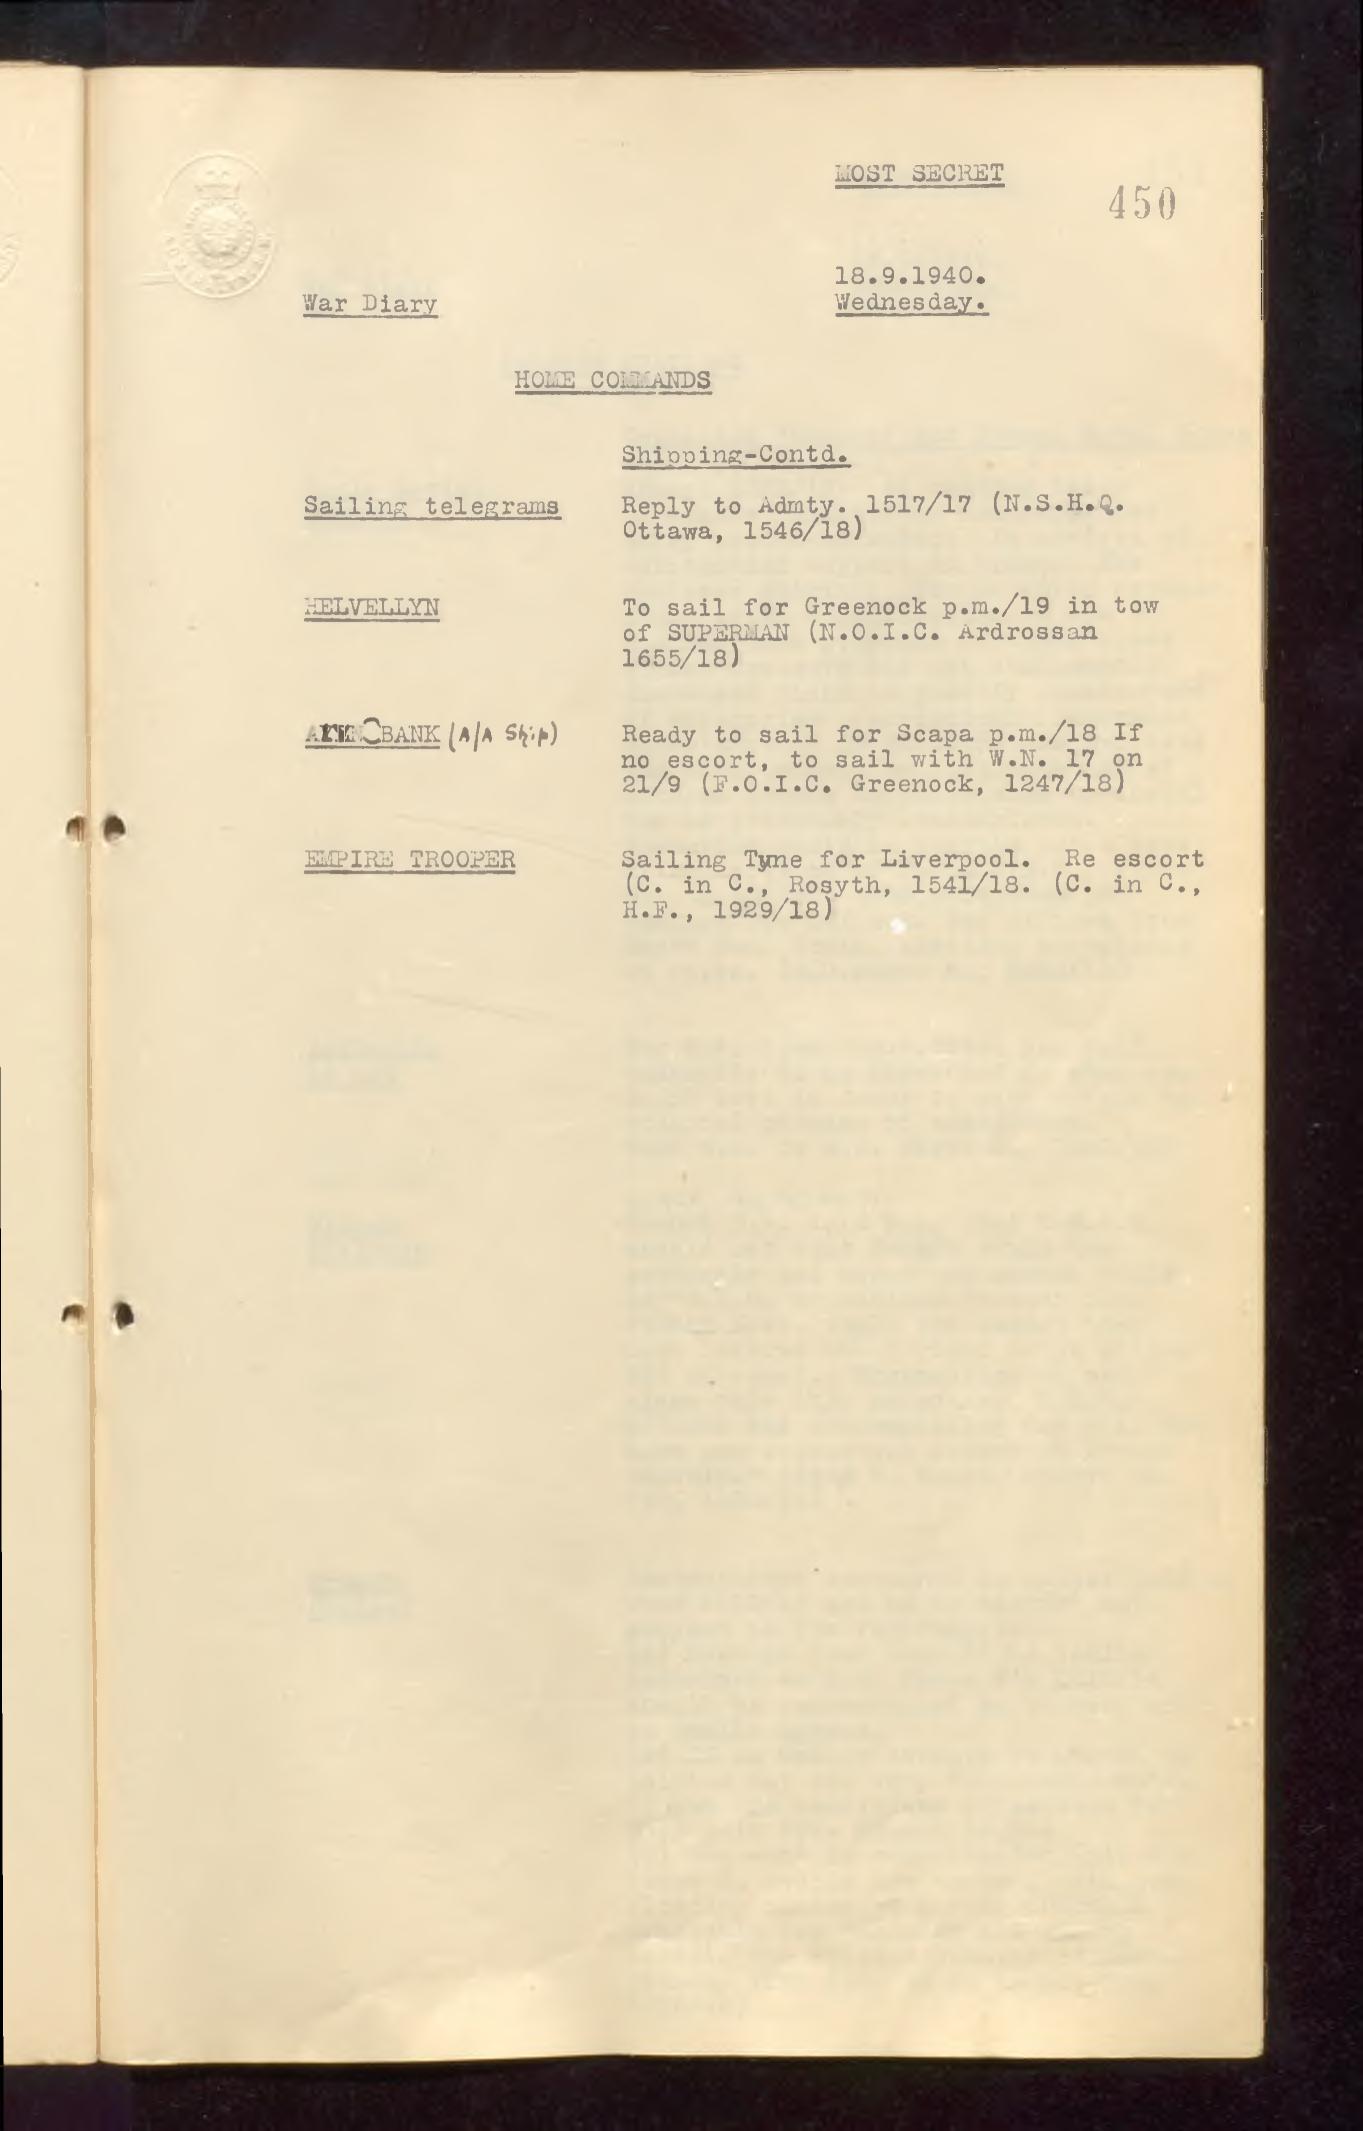 MOST SECRET
450
18.9.1940.
War Diary
Wednesday.
HOME COMMANDS
Shipping-Contd.
Sailing telegrams
Reply to Admty. 1517/17 (N.S.H.Q.
Ottawa, 1546/18)
HELVELLYN
To sail for Greenock p.m./19 in tow
of SUPERMAN (N.O.I.C. Ardrossan
1655/18)
BANK (A/A Ship)
Ready to sail for Scapa p.m./18 If
no escort, to sail with W.N. 17 on
21/9 (F.O.I.C. Greenock, 1247/18)
EMPIRE TROOPER
Sailing Tyne for Liverpool. Re escort
(C. in C., Rosyth, 1541/18. (C. in C.,
H.F., 1929/18)